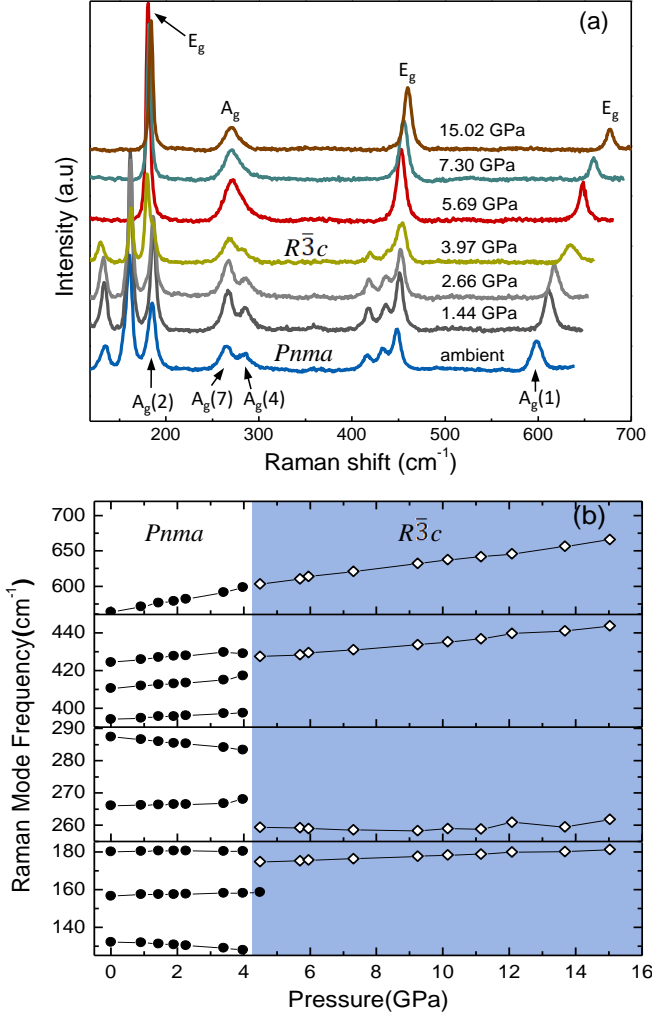 (a)
E_g
A_g
E_g
E_g
15.02 GPa
7.30 GPa
5.69 GPa
R3̄c
3.97 GPa
2.66 GPa
1.44 GPa
Pnma
ambient
A_g(2)
A_g(7)
A_g(4)
A_g(1)
Intensity (a.u)
200 300 400 500 600 700
Raman shift (cm⁻¹)
(b)
Pnma
R3̄c
700
650
600
440
420
400
290
280
270
260
180
160
130
Raman Mode Frequency(cm⁻¹)
0 2 4 6 8 10 12 14 16
Pressure(GPa)